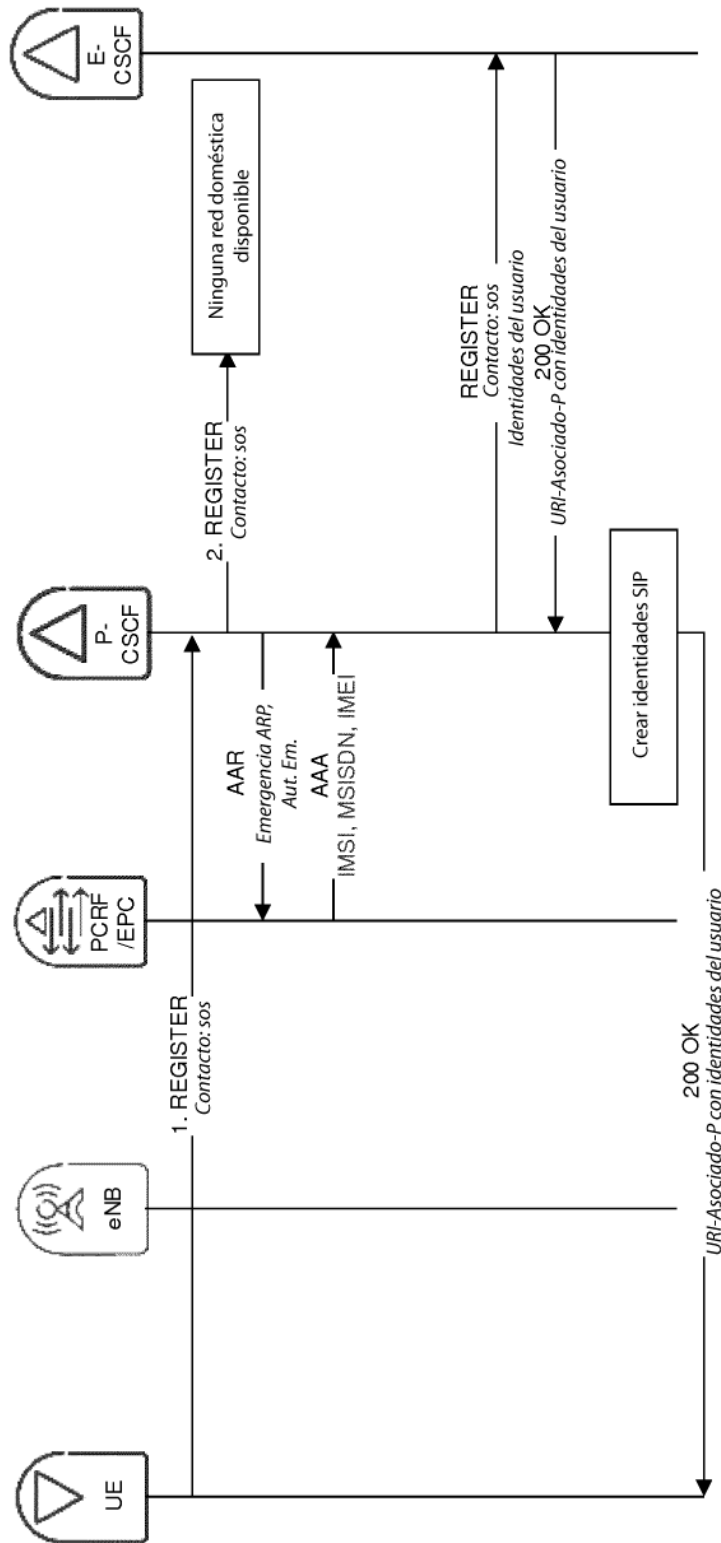 UE
eNB
PCRF
/EPC
P-
CSCF
E-
CSCF
1. REGISTER
Contacto: sos
2. REGISTER
Contacto: sos
Ninguna red doméstica
disponible
AAR
Emergencia ARP,
Aut. Em.
AAA
IMSI, MSISDN, IMEI
REGISTER
Contacto: sos
Identidades del usuario
200 OK
URI-Asociado-P con identidades del usuario
Crear identidades SIP
200 OK
URI-Asociado-P con identidades del usuario